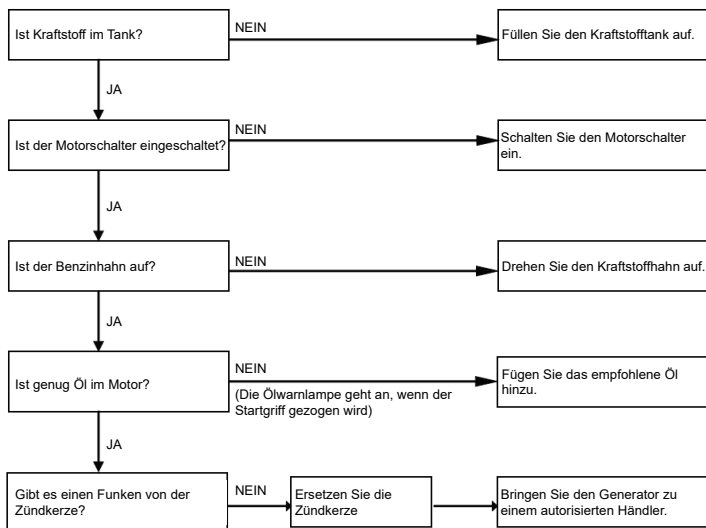 Ist Kraftstoff im Tank?
NEIN
Füllen Sie den Kraftstofftank auf.
JA
Ist der Motorschalter eingeschaltet?
NEIN
Schalten Sie den Motorschalter
ein.
JA
Ist der Benzinhahn auf?
NEIN
Drehen Sie den Kraftstoffhahn auf.
JA
Ist genug Öl im Motor?
NEIN
(Die Ölwarnlampe geht an, wenn der
Startgriff gezogen wird)
Fügen Sie das empfohlene Öl
hinzu.
JA
Gibt es einen Funken von der
Zündkerze?
NEIN
Ersetzen Sie die
Zündkerze
Bringen Sie den Generator zu
einem autorisierten Händler.